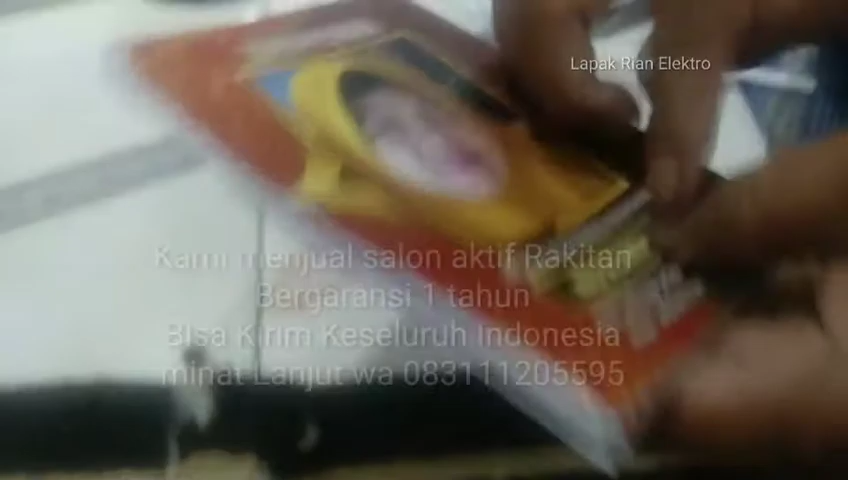 Lapak Rian Elektro
Kami menjual salon aktif Rakitan
Bergaransi 1 tahun
Bisa Kirim Keseluruh Indonesia
minat Lanjut wa 083111205595